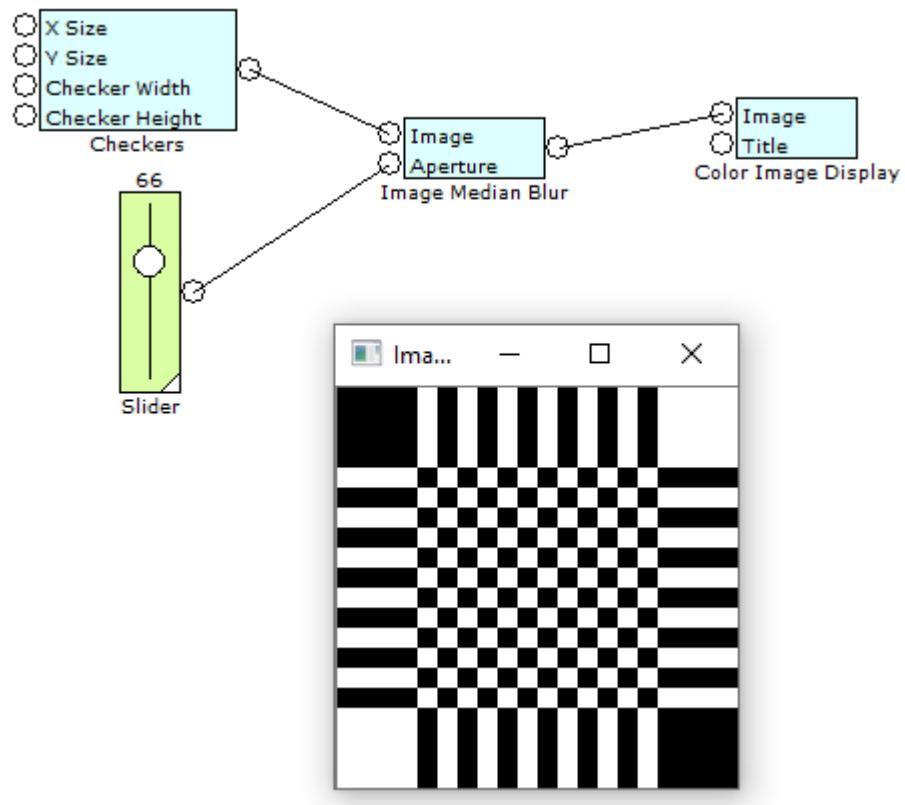 X Size
Y Size
Checker Width
Checker Height
Checkers
66
Slider
Image
Aperture
Image Median Blur
Image
Title
Color Image Display
Ima...